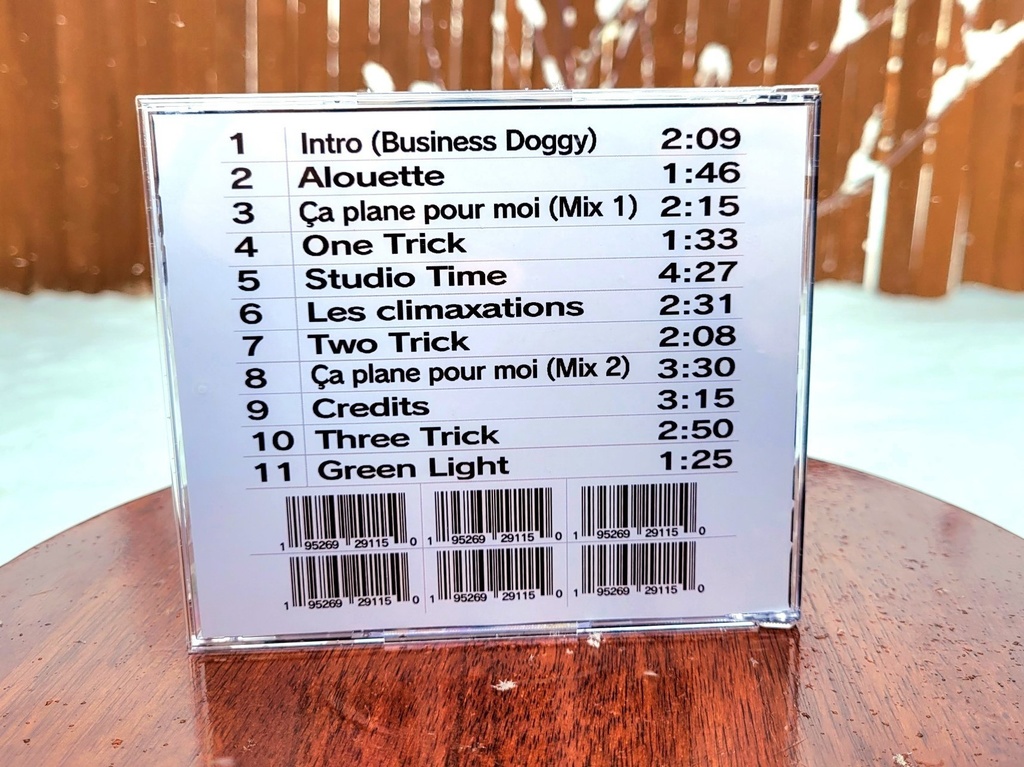 1 Intro (Business Doggy) 2:09
2 Alouette 1:46
3 Ça plane pour moi (Mix 1) 2:15
4 One Trick 1:33
5 Studio Time 4:27
6 Les climaxations 2:31
7 Two Trick 2:08
8 Ça plane pour moi (Mix 2) 3:30
9 Credits 3:15
10 Three Trick 2:50
11 Green Light 1:25
1 95269 29115 0 1 95269 29115 0 1 95269 29115 0
1 95269 29115 0 1 95269 29115 0 1 95269 29115 0